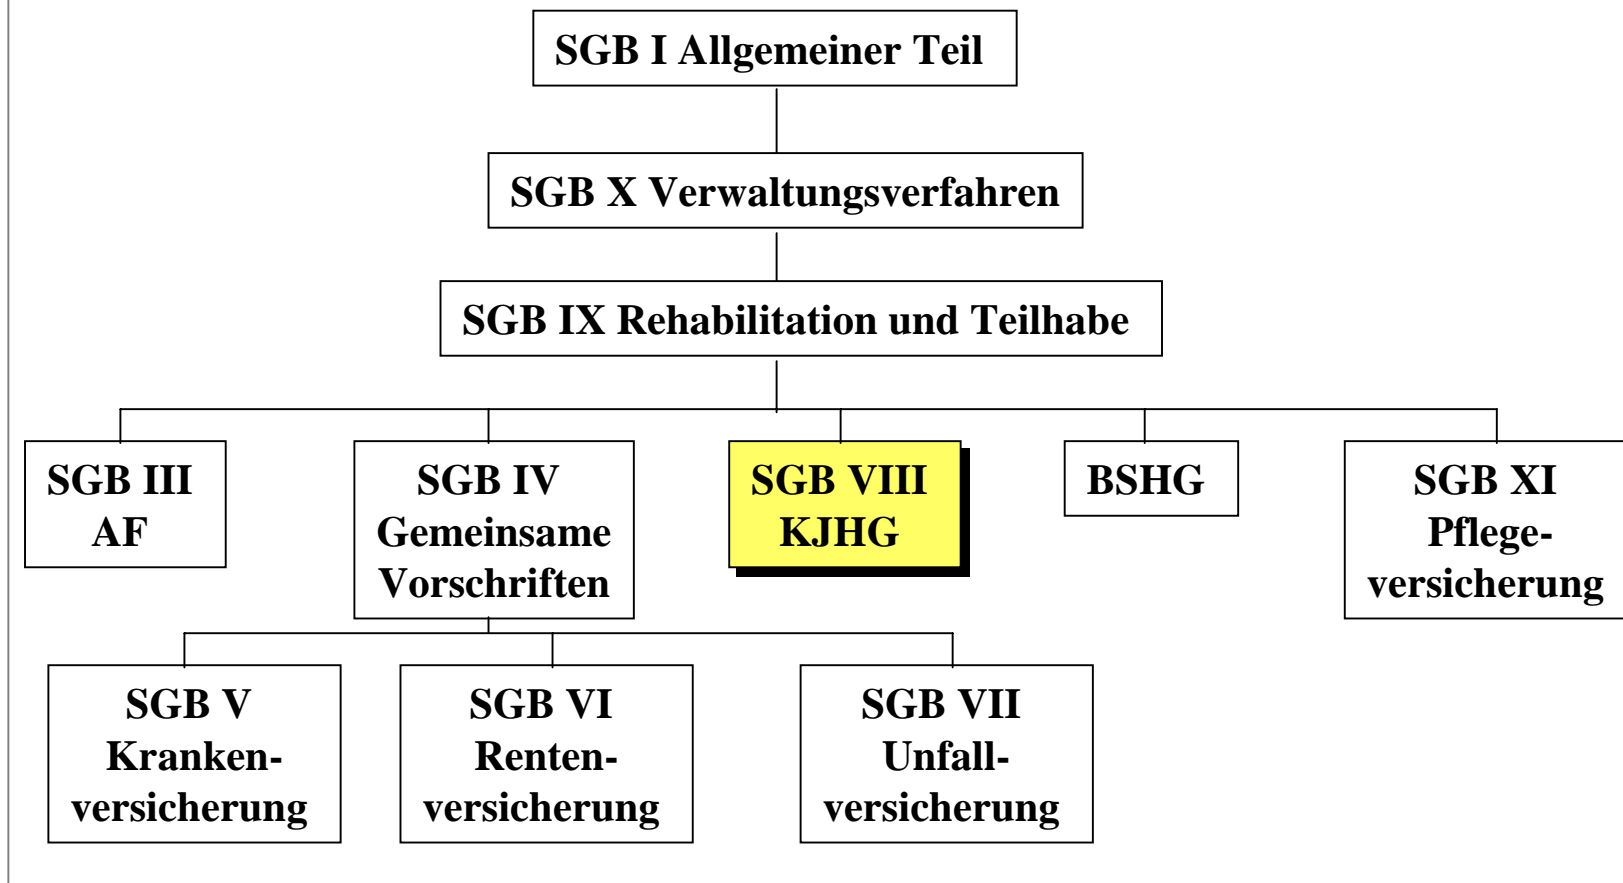 SGB I Allgemeiner Teil
SGB X Verwaltungsverfahren
SGB IX Rehabilitation und Teilhabe
SGB III
AF
SGB IV
Gemeinsame
Vorschriften
SGB VIII
KJHG
BSHG
SGB XI
Pflege-
versicherung
SGB V
Kranken-
versicherung
SGB VI
Renten-
versicherung
SGB VII
Unfall-
versicherung